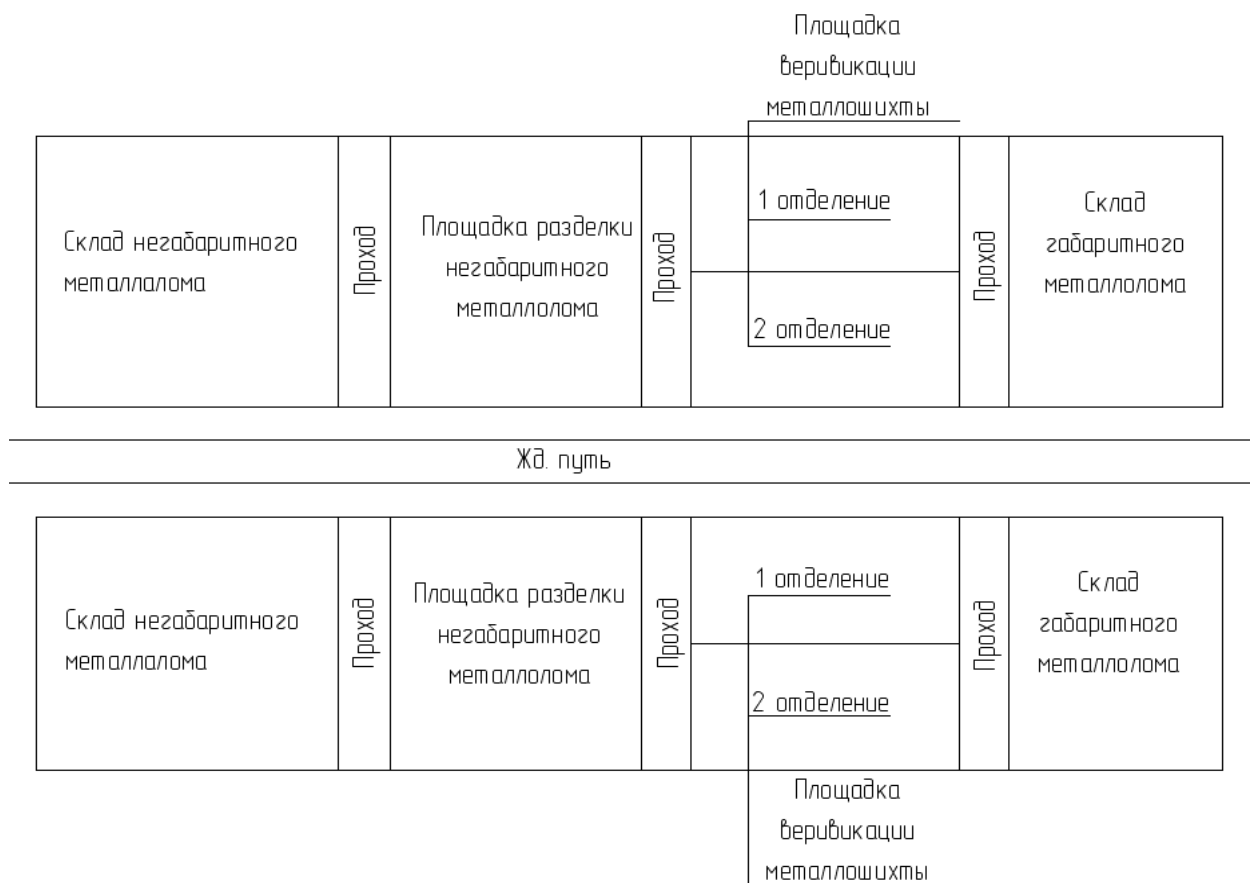 Площадка
веривикации
металлошихты
Склад негабаритного
металлалома
Проход
Площадка разделки
негабаритного
металлолома
Проход
1 отделение
2 отделение
Проход
Склад
габаритного
металлолома
Жд. путь
Склад негабаритного
металлалома
Проход
Площадка разделки
негабаритного
металлолома
Проход
1 отделение
2 отделение
Проход
Склад
габаритного
металлолома
Площадка
веривикации
металлошихты